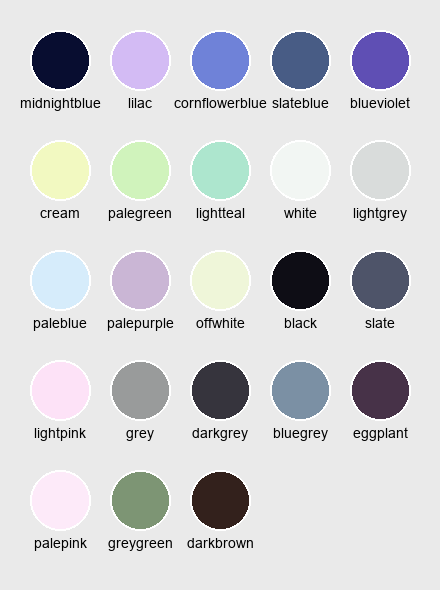 midnightblue lilac cornflowerblue slateblue blueviolet
cream palegreen lightteal white lightgrey
paleblue palepurple offwhite black slate
lightpink grey darkgrey bluegrey eggplant
palepink greygreen darkbrown